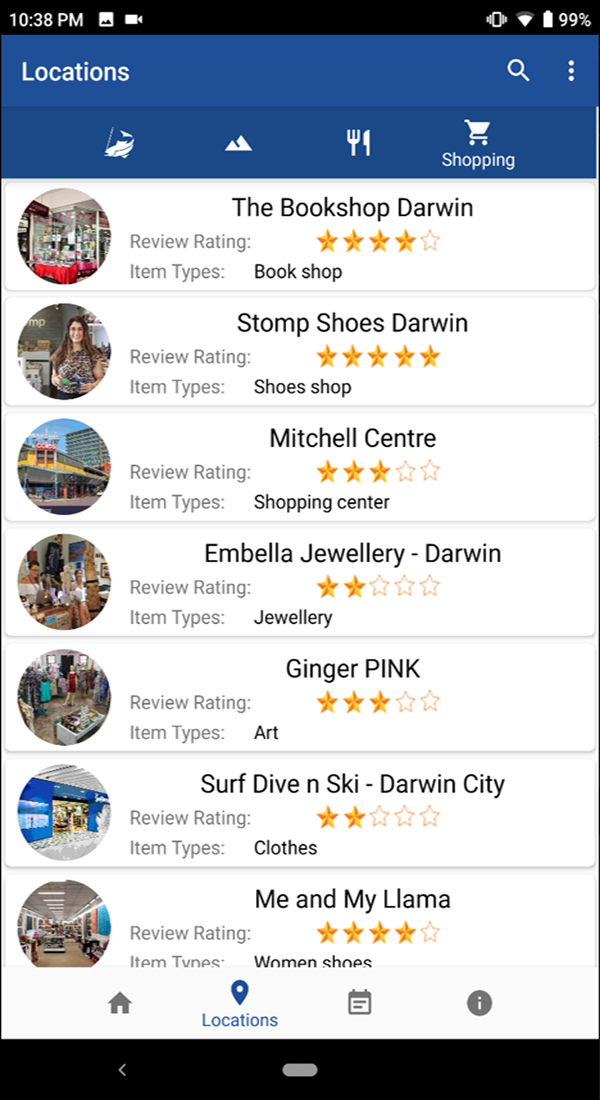 10:38 PM
99%
Locations
Shopping
The Bookshop Darwin
Review Rating:
Item Types: Book shop
Stomp Shoes Darwin
Review Rating:
Item Types: Shoes shop
Mitchell Centre
Review Rating:
Item Types: Shopping center
Embella Jewellery - Darwin
Review Rating:
Item Types: Jewellery
Ginger PINK
Review Rating:
Item Types: Art
Surf Dive n Ski - Darwin City
Review Rating:
Item Types: Clothes
Me and My Llama
Review Rating:
Item Types: Women shoes
Locations